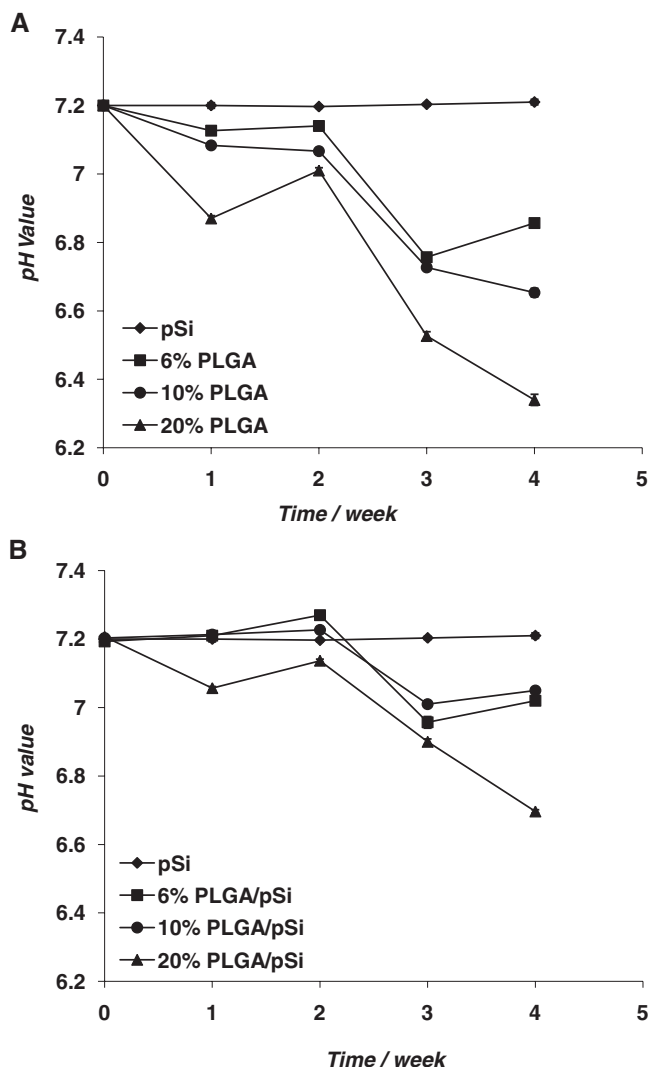 A
7.4
7.2
7
6.8
6.6
6.4
6.2
pH Value
pSi
6% PLGA
10% PLGA
20% PLGA
0 1 2 3 4 5
Time / week
B
7.4
7.2
7
6.8
6.6
6.4
6.2
pH value
pSi
6% PLGA/pSi
10% PLGA/pSi
20% PLGA/pSi
0 1 2 3 4 5
Time / week